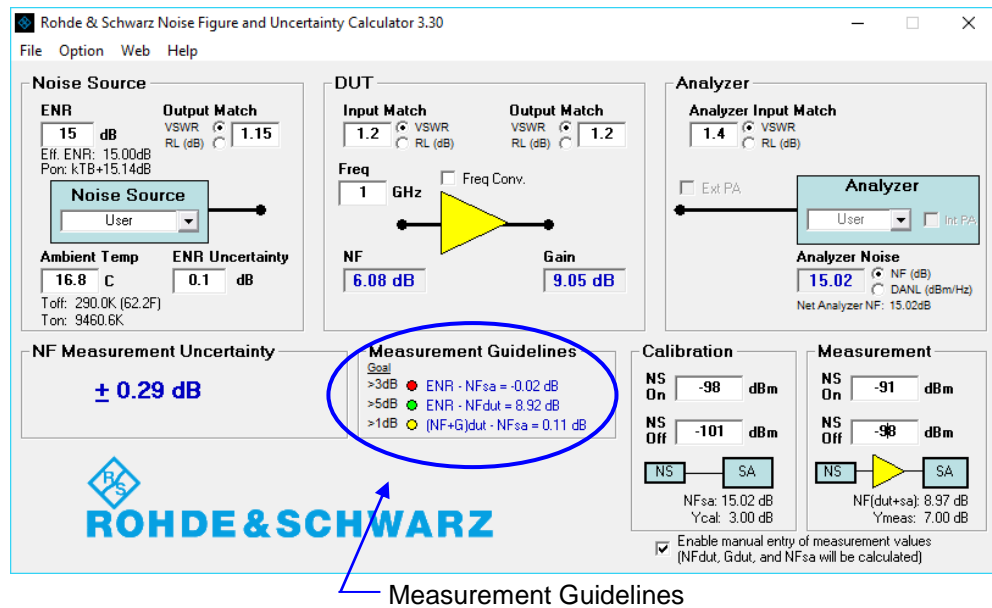 Rohde & Schwarz Noise Figure and Uncertainty Calculator 3.30
File Option Web Help
Noise Source
ENR
15 dB
Eff. ENR: 15.00dB
Pon: kTB+15.14dB
Output Match
VSWR
RL (dB)
1.15
Noise Source
User
Ambient Temp
16.8 C
Toff: 290.0K (62.2F)
Ton: 9460.6K
ENR Uncertainty
0.1 dB
DUT
Input Match
1.2
VSWR
RL (dB)
Output Match
VSWR
RL (dB)
1.2
Freq
1 GHz
Freq Conv.
NF
6.08 dB
Gain
9.05 dB
Analyzer
Analyzer Input Match
1.4
VSWR
RL (dB)
Ext PA
Analyzer
User
Int PA
Analyzer Noise
15.02
NF (dB)
DANL (dBm/Hz)
Net Analyzer NF: 15.02dB
NF Measurement Uncertainty
± 0.29 dB
Measurement Guidelines
Goal
>3dB ENR - NFsa = -0.02 dB
>5dB ENR - NFdut = 8.92 dB
>1dB (NF+G)dut - NFsa = 0.11 dB
Calibration
NS On -98 dBm
NS Off -101 dBm
NS SA
NFsa: 15.02 dB
Ycal: 3.00 dB
Measurement
NS On -91 dBm
NS Off -98 dBm
NS SA
NF(dut+sa): 8.97 dB
Ymeas: 7.00 dB
Enable manual entry of measurement values
(NFdut, Gdut, and NFsa will be calculated)
R S
ROHDE & SCHWARZ
Measurement Guidelines